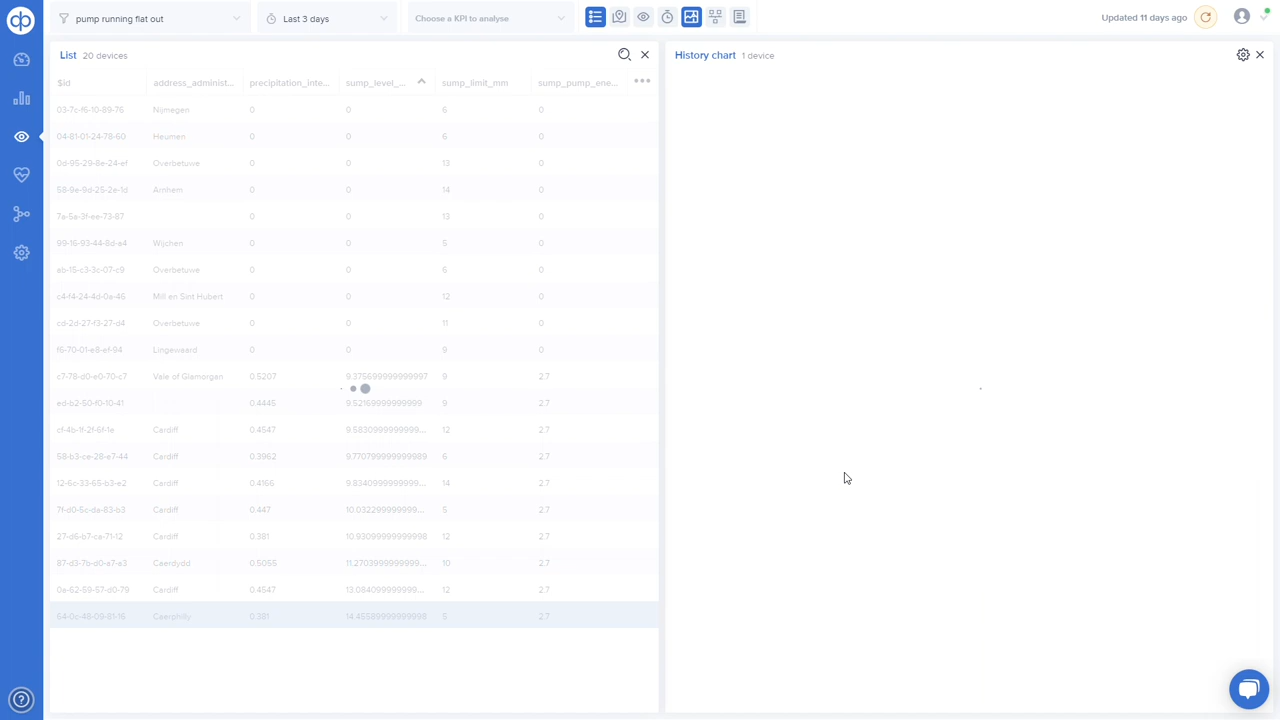 pump running flat out
Last 3 days
Choose a KPI to analyse
Updated 11 days ago
List 20 devices
$id address_administ... precipitation_inte... sump_level_... sump_limit_mm sump_pump_ene...
03-7c-f6-10-89-76 Nijmegen 0 0 6 0
04-81-01-24-78-60 Heumen 0 0 6 0
0d-95-29-8e-24-ef Overbetuwe 0 0 13 0
58-9e-9d-25-2e-1d Arnhem 0 0 14 0
7a-5a-3f-ee-73-87 0 0 13 0
99-16-93-44-8d-a4 Wijchen 0 0 5 0
ab-15-c3-3c-07-c9 Overbetuwe 0 0 6 0
c4-f4-24-4d-0a-46 Mill en Sint Hubert 0 0 12 0
cd-2d-27-f3-27-d4 Overbetuwe 0 0 11 0
f6-70-01-e8-ef-94 Lingewaard 0 0 9 0
c7-79-d0-e0-70-c7 Vale of Glamorgan 0.5207 9.375699999999997 9 2.7
ed-b2-50-f0-10-41 0.4445 9.52169999999999 9 2.7
cf-4b-1f-2f-6f-1e Cardiff 0.4547 9.5830999999999... 12 2.7
58-b3-ce-28-e7-44 Cardiff 0.3962 9.770799999999989 6 2.7
12-6c-33-65-b3-e2 Cardiff 0.4166 9.8340999999999... 14 2.7
7f-d0-5c-da-83-b3 Cardiff 0.447 10.032299999999... 5 2.7
27-d6-b7-ca-71-12 Cardiff 0.381 10.93099999999998 12 2.7
87-d3-7b-d0-a7-a3 Caerdydd 0.5055 11.2703999999999... 10 2.7
0a-62-59-57-d0-79 Cardiff 0.4547 13.084099999999... 12 2.7
64-0c-48-09-81-16 Caerphilly 0.381 14.45589999999998 5 2.7
History chart 1 device